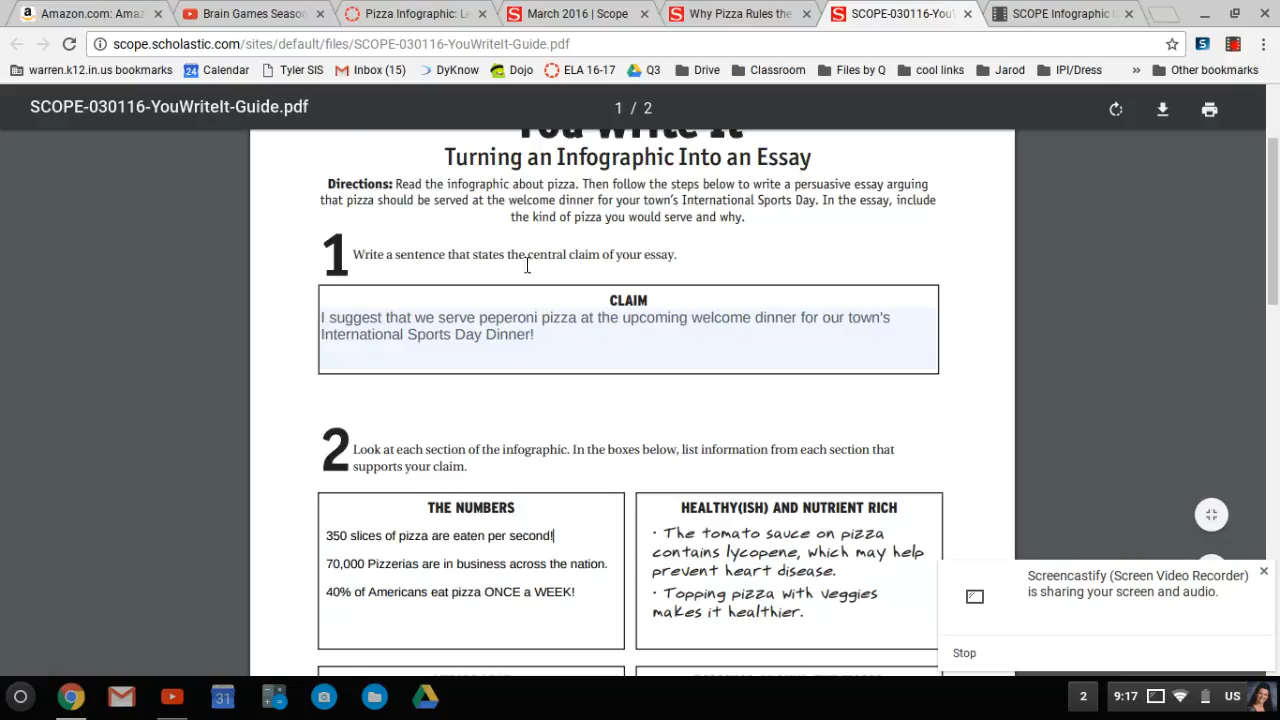 Amazon.com: Amaz
Brain Games Season
Pizza Infographic: Le
March 2016 | Scope
Why Pizza Rules the
SCOPE-030116-YouW
SCOPE Infographic
scope.scholastic.com/sites/default/files/SCOPE-030116-YouWriteIt-Guide.pdf
warren.k12.in.us bookmarks
24 Calendar
Tyler SIS
Inbox (15)
DyKnow
Dojo
ELA 16-17
Q3
Drive
Classroom
Files by Q
cool links
Jarod
IPI/Dress
» Other bookmarks
SCOPE-030116-YouWriteIt-Guide.pdf
1 / 2
You Write It
Turning an Infographic Into an Essay
Directions: Read the infographic about pizza. Then follow the steps below to write a persuasive essay arguing
that pizza should be served at the welcome dinner for your town's International Sports Day. In the essay, include
the kind of pizza you would serve and why.
1 Write a sentence that states the central claim of your essay.
CLAIM
I suggest that we serve peperoni pizza at the upcoming welcome dinner for our town's
International Sports Day Dinner!
2 Look at each section of the infographic. In the boxes below, list information from each section that
supports your claim.
THE NUMBERS
350 slices of pizza are eaten per second!
70,000 Pizzerias are in business across the nation.
40% of Americans eat pizza ONCE a WEEK!
HEALTHY(ISH) AND NUTRIENT RICH
· The tomato sauce on pizza
contains lycopene, which may help
prevent heart disease.
· Topping pizza with veggies
makes it healthier.
Screencastify (Screen Video Recorder)
is sharing your screen and audio.
Stop
31
2
9:17
US